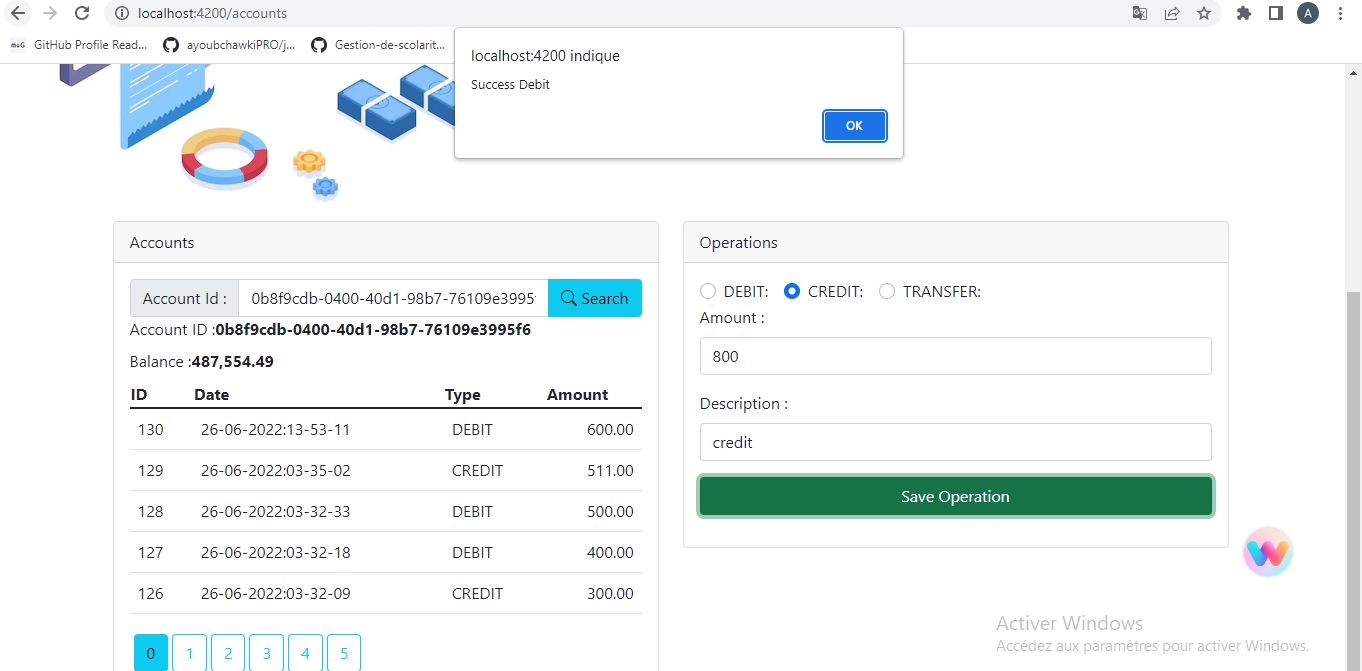 localhost:4200/accounts
A
GitHub Profile Read...
ayoubchawkiPRO/j...
Gestion-de-scolarit...
localhost:4200 indique
Success Debit
OK
Accounts
Account Id :
0b8f9cdb-0400-40d1-98b7-76109e3995
Search
Account ID :0b8f9cdb-0400-40d1-98b7-76109e3995f6
Balance :487,554.49
ID Date Type Amount
130 26-06-2022:13-53-11 DEBIT 600.00
129 26-06-2022:03-35-02 CREDIT 511.00
128 26-06-2022:03-32-33 DEBIT 500.00
127 26-06-2022:03-32-18 DEBIT 400.00
126 26-06-2022:03-32-09 CREDIT 300.00
0 1 2 3 4 5
Operations
DEBIT: CREDIT: TRANSFER:
Amount :
800
Description :
credit
Save Operation
Activer Windows
Accédez aux paramètres pour activer Windows.